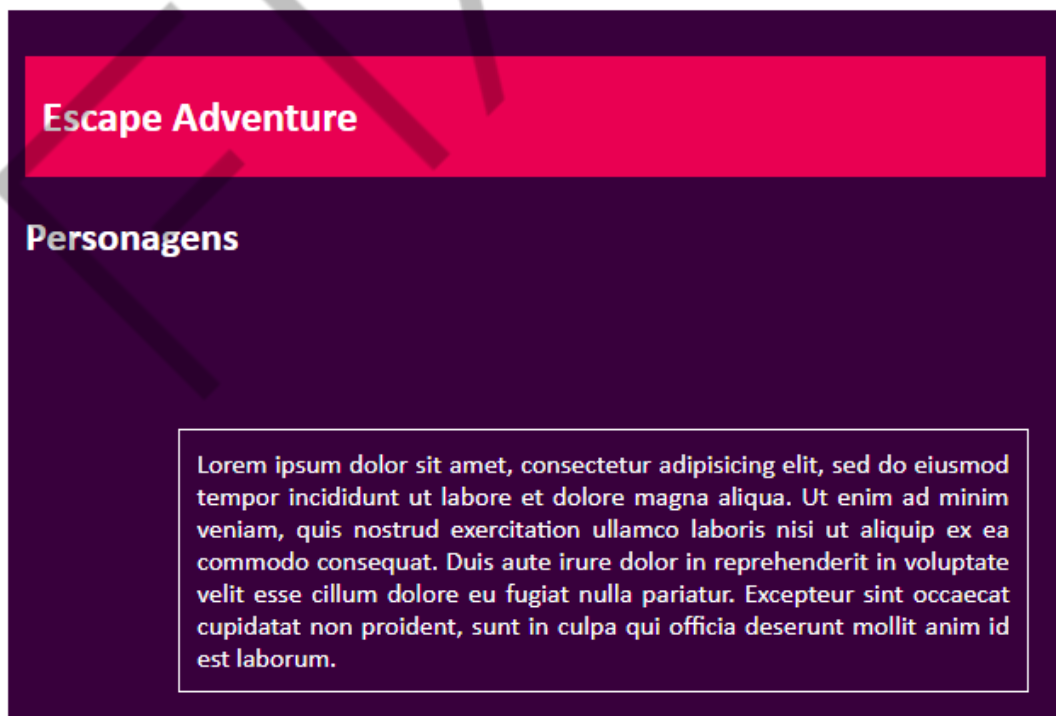 Escape Adventure
Personagens
Lorem ipsum dolor sit amet, consectetur adipisicing elit, sed do eiusmod
tempor incididunt ut labore et dolore magna aliqua. Ut enim ad minim
veniam, quis nostrud exercitation ullamco laboris nisi ut aliquip ex ea
commodo consequat. Duis aute irure dolor in reprehenderit in voluptate
velit esse cillum dolore eu fugiat nulla pariatur. Excepteur sint occaecat
cupidatat non proident, sunt in culpa qui officia deserunt mollit anim id
est laborum.